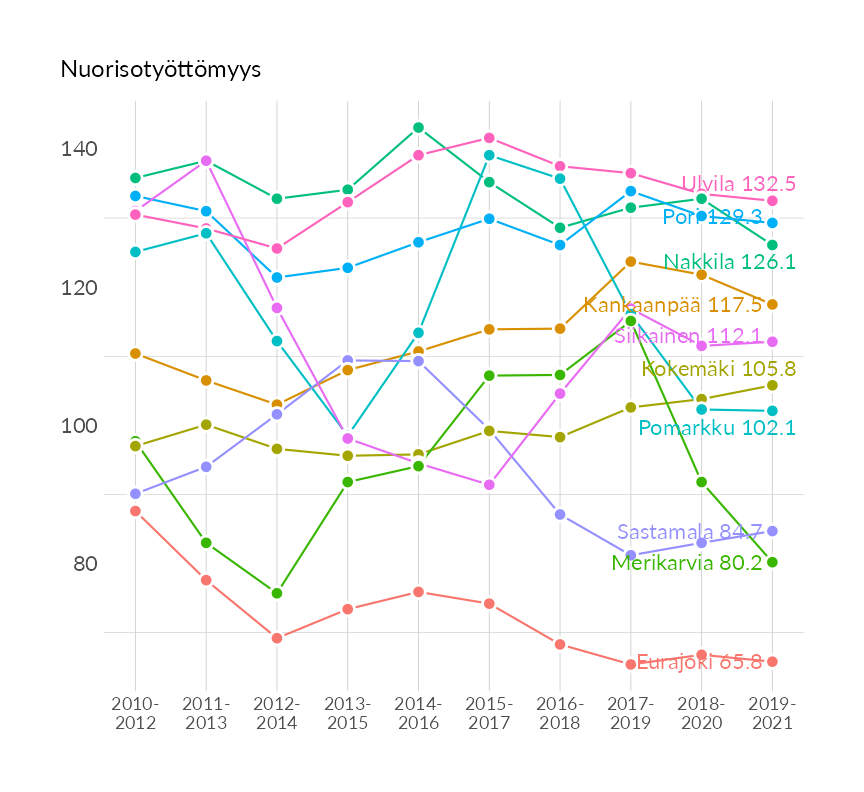 Nuorisotyöttömyys
140
120
100
80
Ulvila 132.5
Pori 129.3
Nakkila 126.1
Kankaanpää 117.5
Siikainen 112.1
Kokemäki 105.8
Pomarkku 102.1
Sastamala 84.7
Merikarvia 80.2
Eurajoki 65.8
2010- 2011- 2012- 2013- 2014- 2015- 2016- 2017- 2018- 2019-
2012 2013 2014 2015 2016 2017 2018 2019 2020 2021